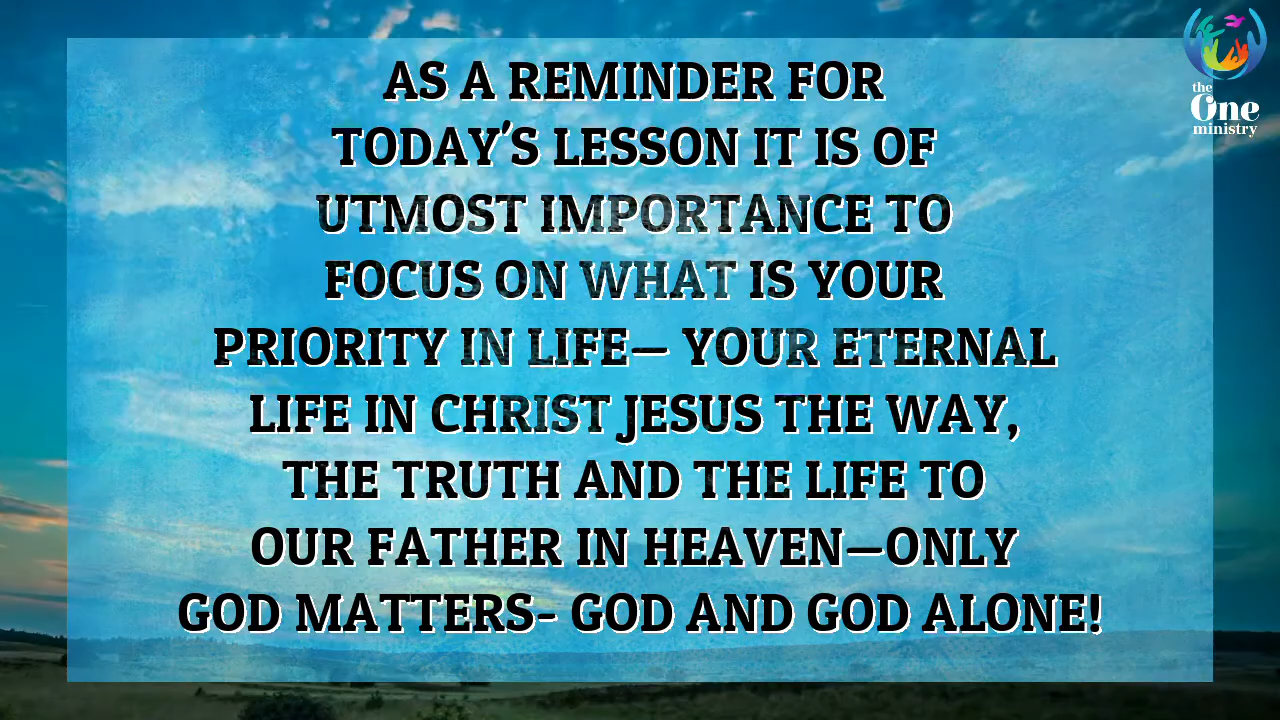 AS A REMINDER FOR
TODAY'S LESSON IT IS OF
UTMOST IMPORTANCE TO
FOCUS ON WHAT IS YOUR
PRIORITY IN LIFE— YOUR ETERNAL
LIFE IN CHRIST JESUS THE WAY,
THE TRUTH AND THE LIFE TO
OUR FATHER IN HEAVEN—ONLY
GOD MATTERS- GOD AND GOD ALONE!
the
One
ministry